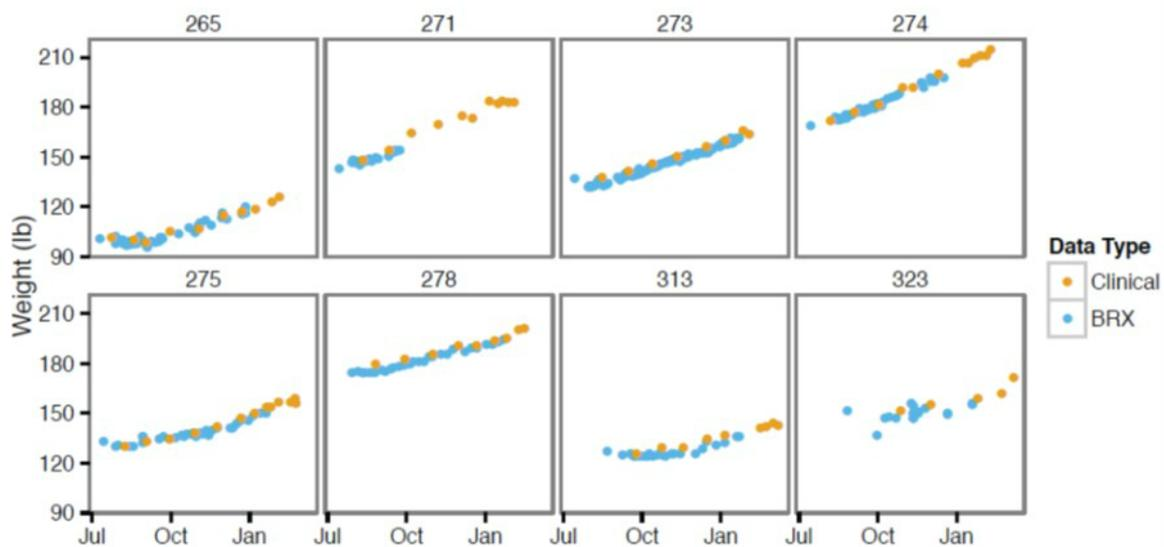 265 271 273 274
210
180
150
120
90
Weight (lb)
275 278 313 323
210
180
150
120
90
Jul Oct Jan Jul Oct Jan Jul Oct Jan Jul Oct Jan
Data Type
Clinical
BRX